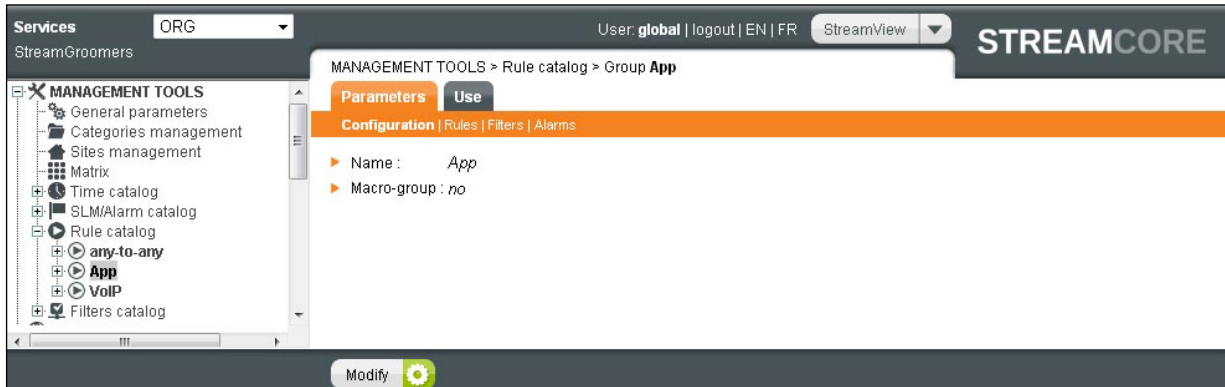 Services
ORG
User: global | logout | EN | FR
StreamView
STREAMCORE
StreamGroomers
MANAGEMENT TOOLS > Rule catalog > Group App
MANAGEMENT TOOLS
General parameters
Categories management
Sites management
Matrix
Time catalog
SLM/Alarm catalog
Rule catalog
any-to-any
App
VoIP
Filters catalog
Parameters
Use
Configuration | Rules | Filters | Alarms
Name : App
Macro-group : no
Modify